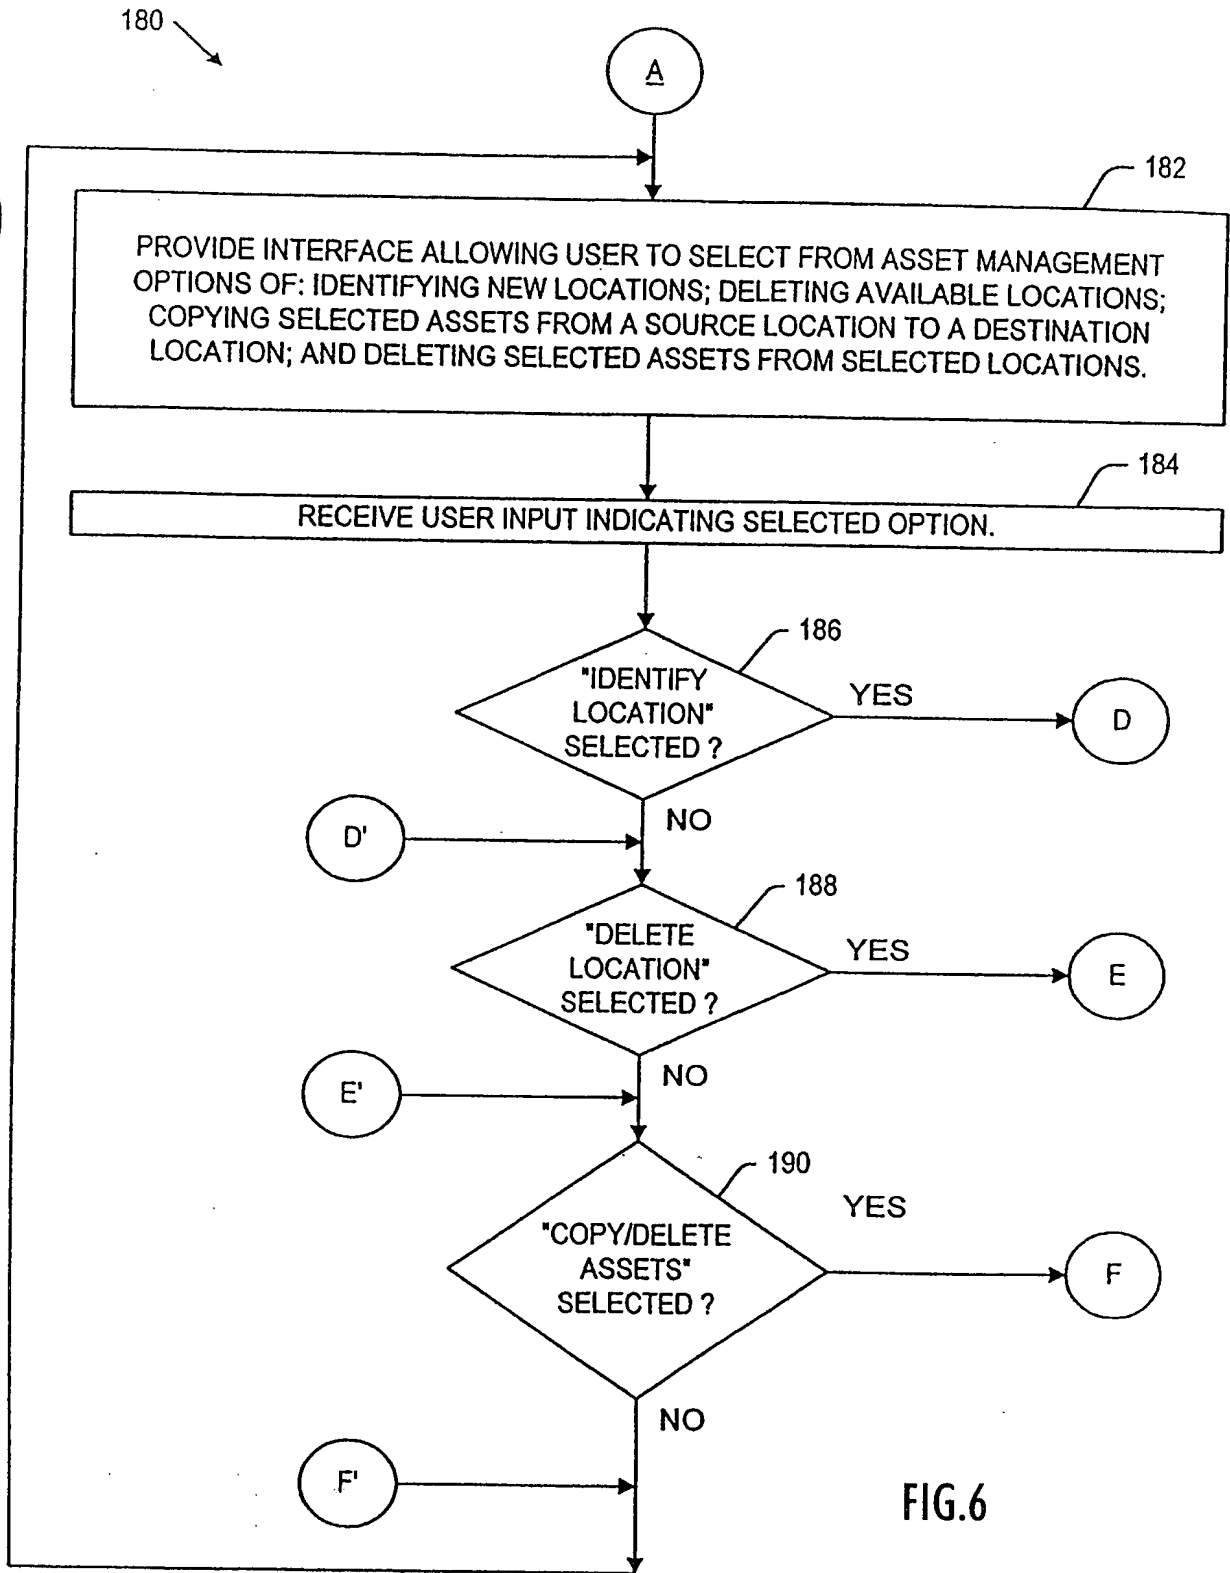 180
A
182
PROVIDE INTERFACE ALLOWING USER TO SELECT FROM ASSET MANAGEMENT
OPTIONS OF: IDENTIFYING NEW LOCATIONS; DELETING AVAILABLE LOCATIONS;
COPYING SELECTED ASSETS FROM A SOURCE LOCATION TO A DESTINATION
LOCATION; AND DELETING SELECTED ASSETS FROM SELECTED LOCATIONS.
184
RECEIVE USER INPUT INDICATING SELECTED OPTION.
186
"IDENTIFY
LOCATION"
SELECTED ?
YES
D
NO
D'
188
"DELETE
LOCATION"
SELECTED ?
YES
E
NO
E'
190
"COPY/DELETE
ASSETS"
SELECTED ?
YES
F
NO
F'
FIG.6